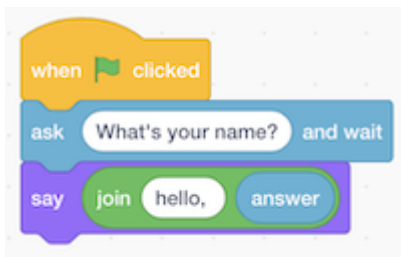 when clicked
ask What's your name? and wait
say join hello, answer